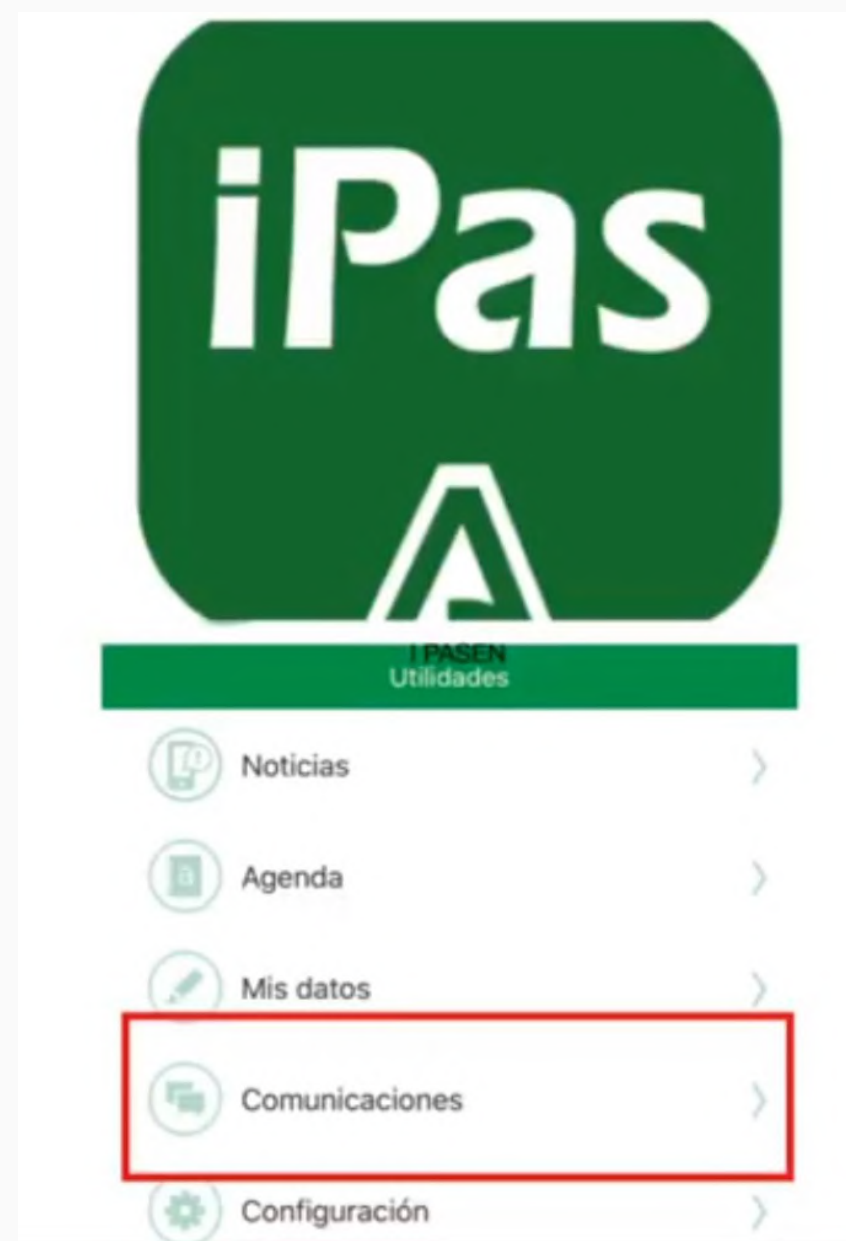 iPas
I PASEN
Utilidades
Noticias
Agenda
Mis datos
Comunicaciones
Configuración